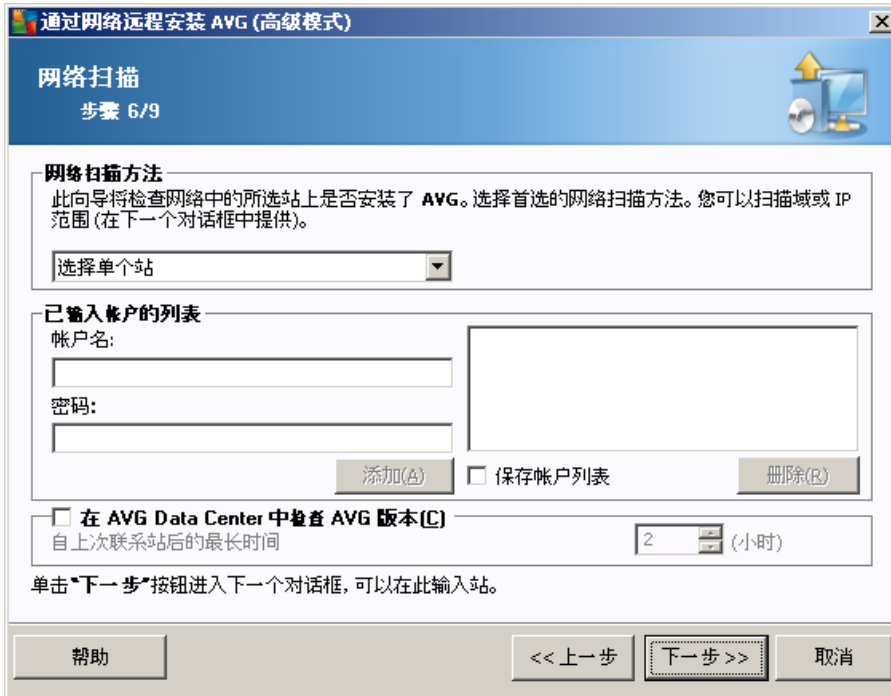 通过网络远程安装 AVG (高级模式)
网络扫描
步骤 6/9
网络扫描方法
此向导将检查网络中的所选站上是否安装了 AVG。选择首选的网络扫描方法。您可以扫描域或 IP
范围 (在下一个对话框中提供)。
选择单个站
已输入帐户的列表
帐户名:
密码:
添加(A)
保存帐户列表
删除(R)
在 AVG Data Center 中检查 AVG 版本(C)
自上次联系站后的最长时间
2
(小时)
单击"下一步"按钮进入下一个对话框, 可以在此输入站。
帮助
<< 上一步
下一步 >>
取消